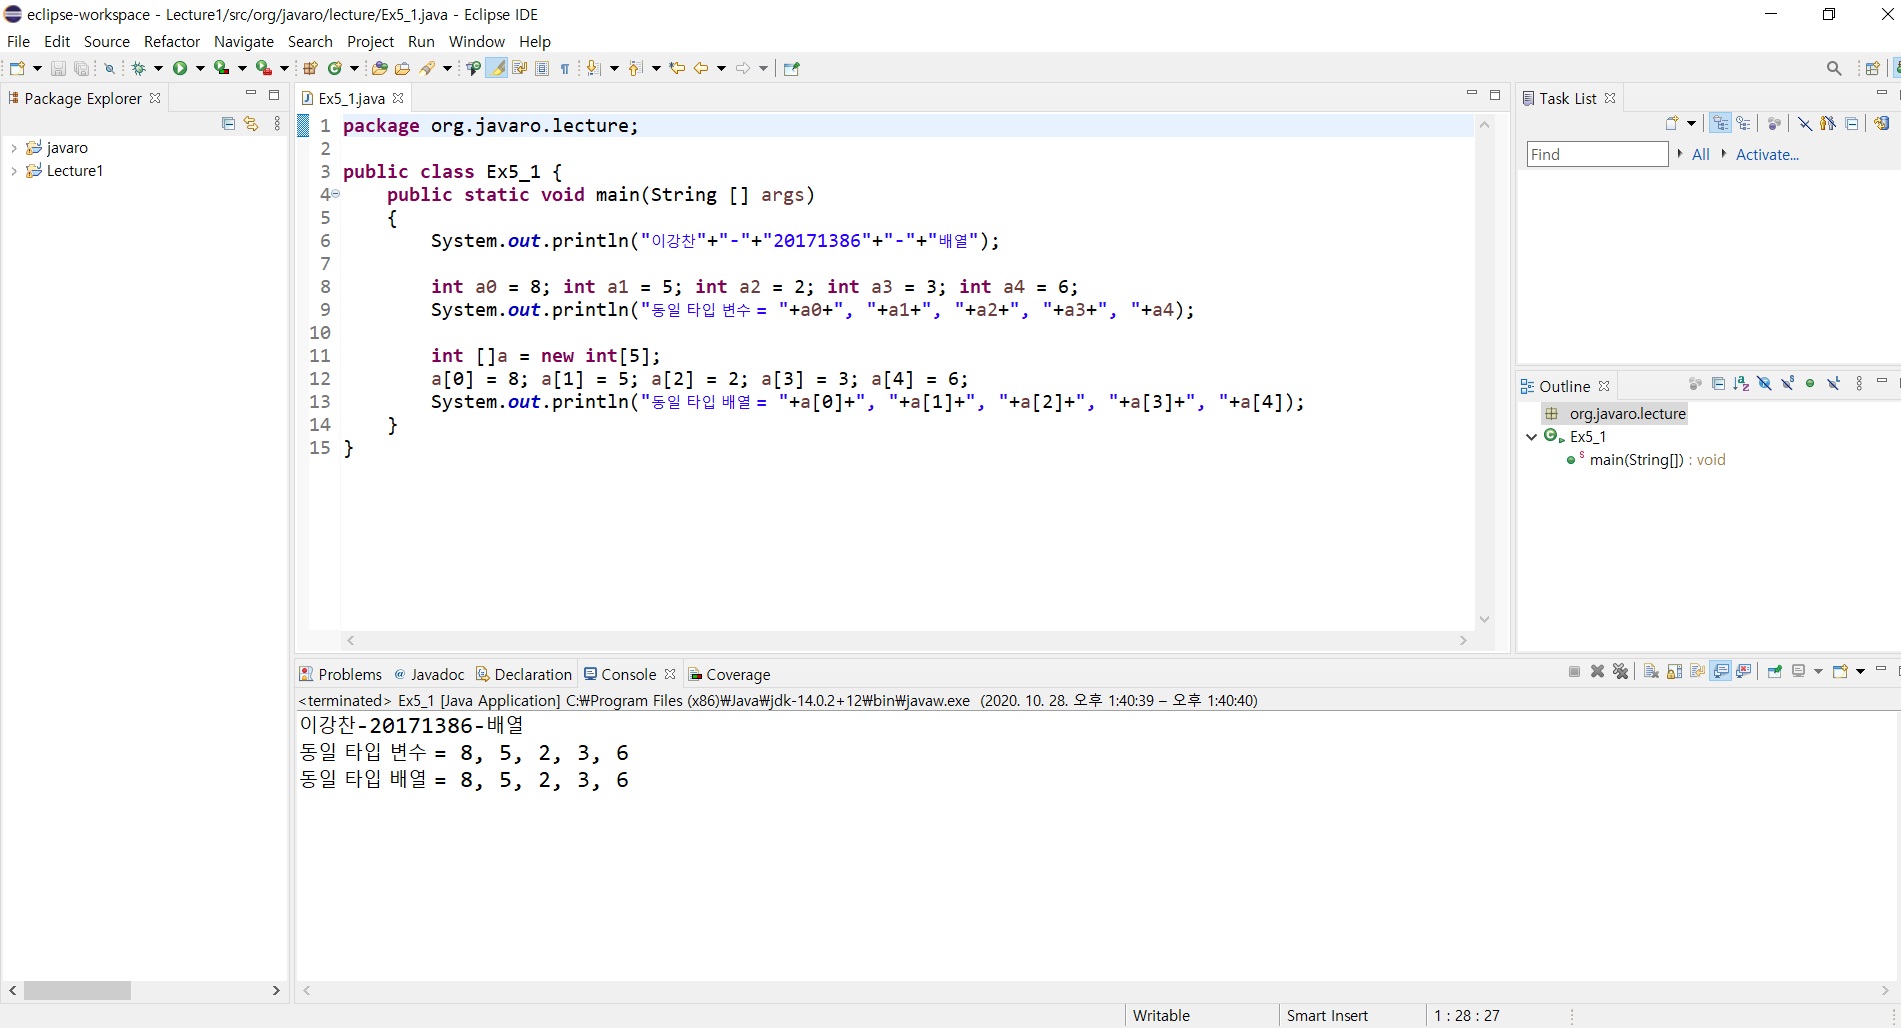 eclipse-workspace - Lecture1/src/org/javaro/lecture/Ex5_1.java - Eclipse IDE
File Edit Source Refactor Navigate Search Project Run Window Help
Package Explorer
javaro
Lecture1
Ex5_1.java
1 package org.javaro.lecture;
2
3 public class Ex5_1 {
4     public static void main(String [] args)
5     {
6         System.out.println("이강찬"+"-"+"20171386"+"-"+"배열");
7
8         int a0 = 8; int a1 = 5; int a2 = 2; int a3 = 3; int a4 = 6;
9         System.out.println("동일 타입 변수 = "+a0+", "+a1+", "+a2+", "+a3+", "+a4);
10
11         int []a = new int[5];
12         a[0] = 8; a[1] = 5; a[2] = 2; a[3] = 3; a[4] = 6;
13         System.out.println("동일 타입 배열 = "+a[0]+", "+a[1]+", "+a[2]+", "+a[3]+", "+a[4]);
14     }
15 }
Task List
Find All Activate...
Outline
org.javaro.lecture
Ex5_1
main(String[]) : void
Problems Javadoc Declaration Console Coverage
<terminated> Ex5_1 [Java Application] C:₩Program Files (x86)₩Java₩jdk-14.0.2+12₩bin₩javaw.exe (2020. 10. 28. 오후 1:40:39 – 오후 1:40:40)
이강찬-20171386-배열
동일 타입 변수 = 8, 5, 2, 3, 6
동일 타입 배열 = 8, 5, 2, 3, 6
Writable Smart Insert 1 : 28 : 27